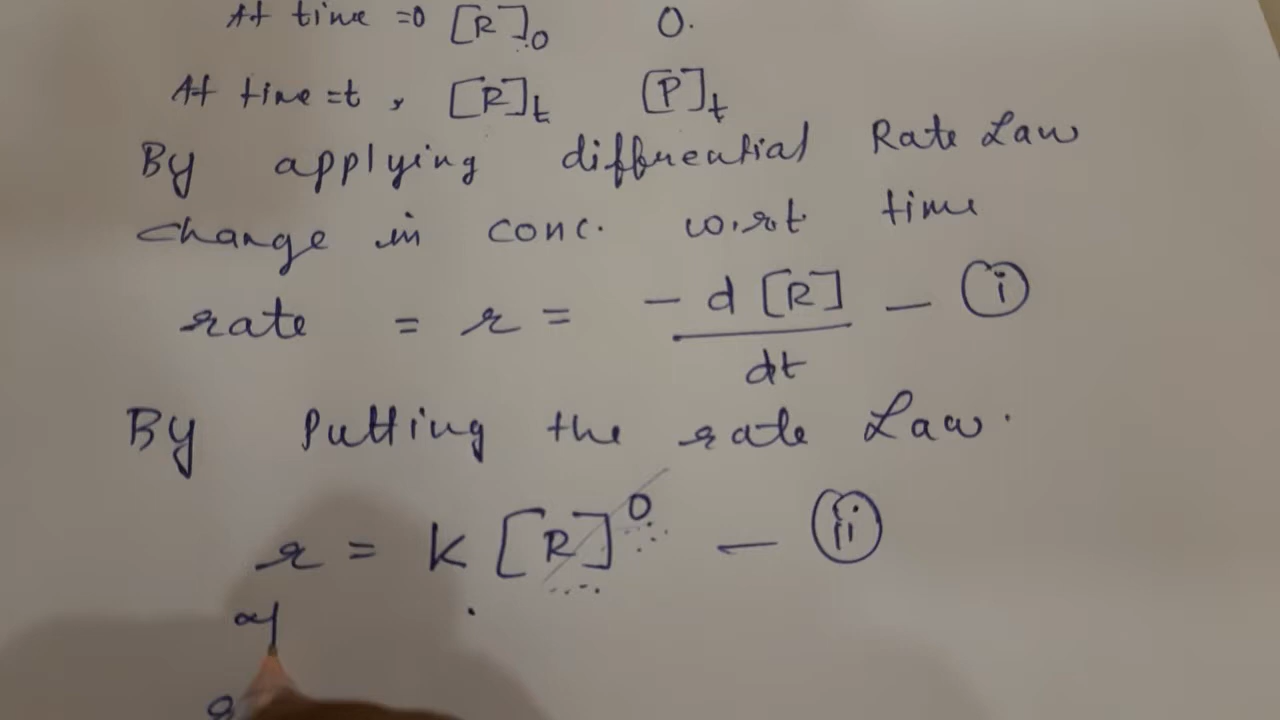 At time =0 [R]₀ 0.
At time =t, [R]t [P]t
By applying differential Rate Law
change in conc. w.r.t. time
rate = r = - d [R] / dt — (i)
By Putting the rate Law.
r = K [R]⁰ — (ii)